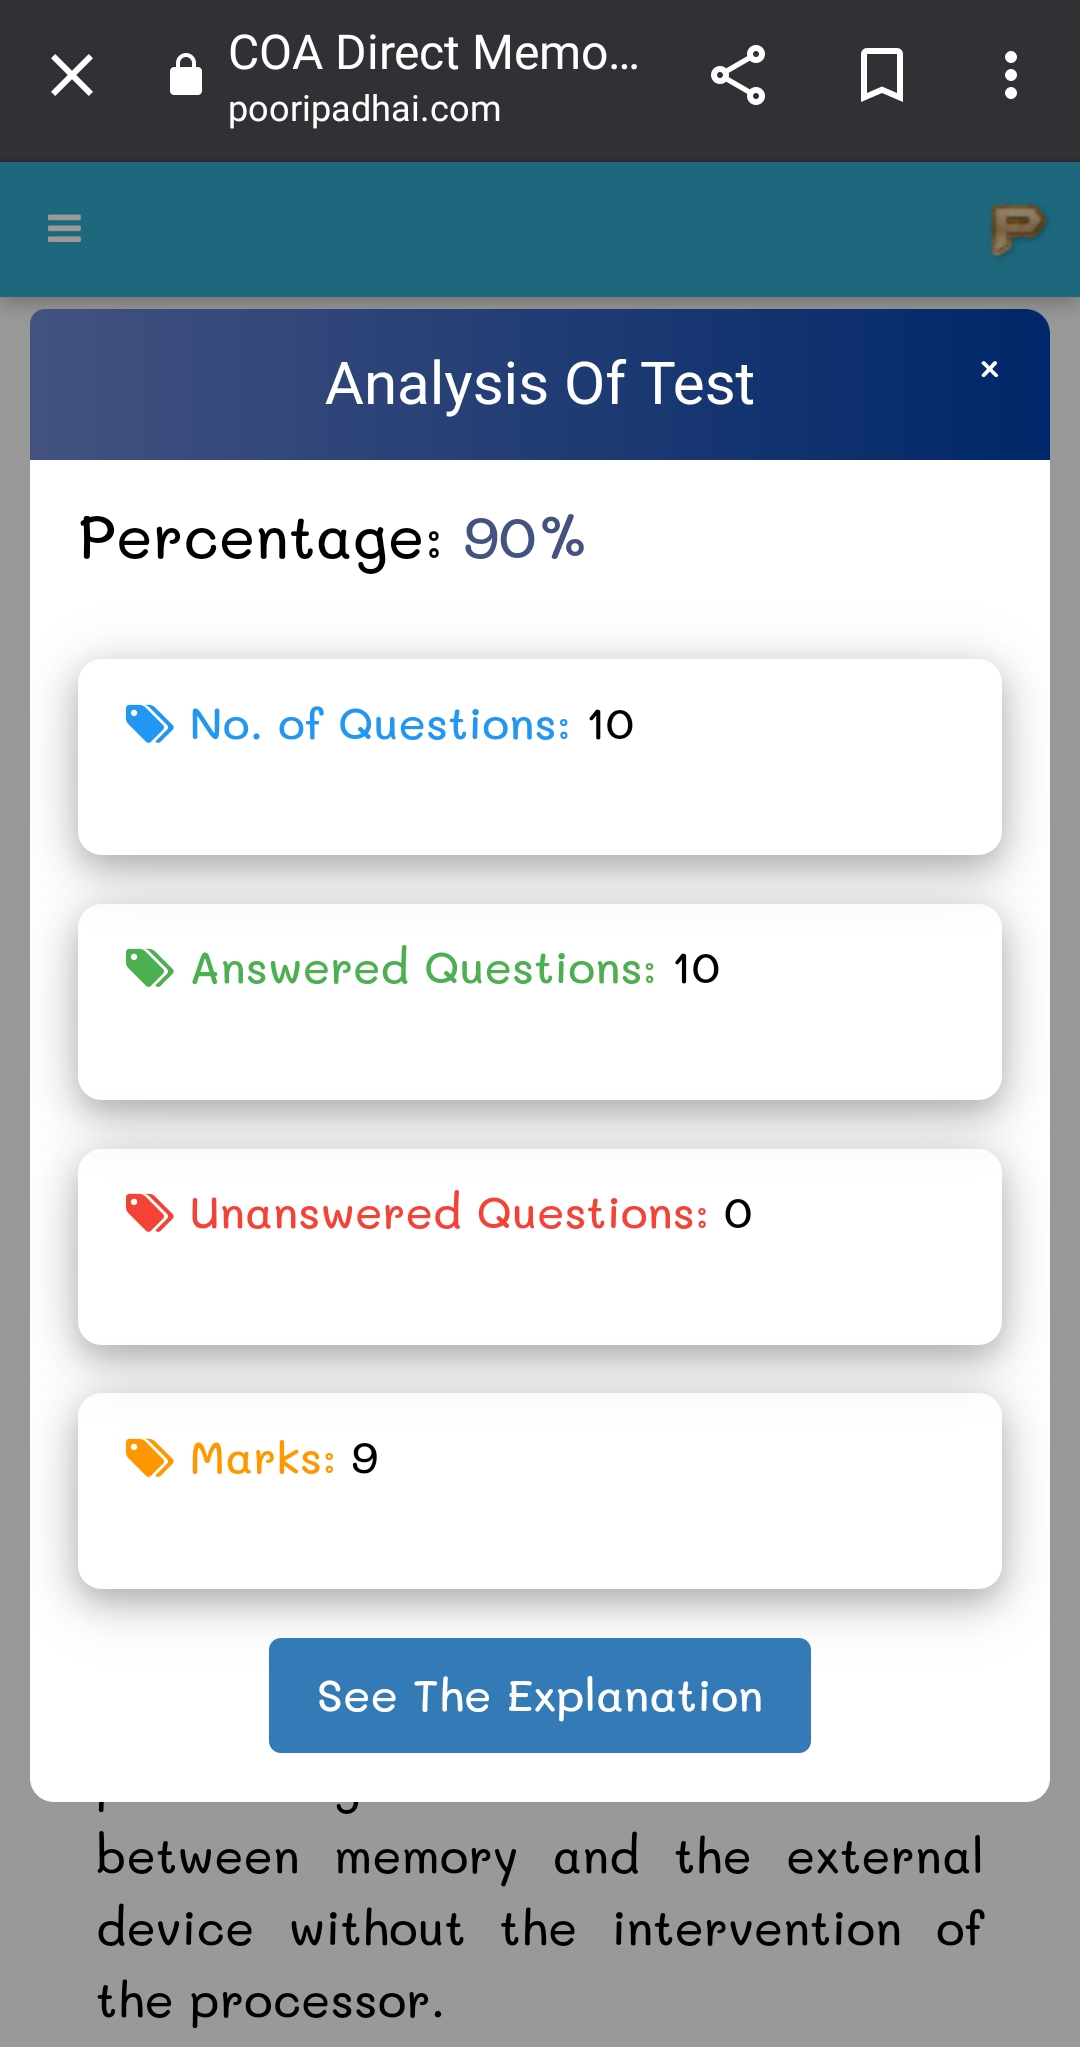 COA Direct Memo...
pooripadhai.com
P
Analysis Of Test
Percentage: 90%
No. of Questions: 10
Answered Questions: 10
Unanswered Questions: 0
Marks: 9
See The Explanation
between memory and the external
device without the intervention of
the processor.